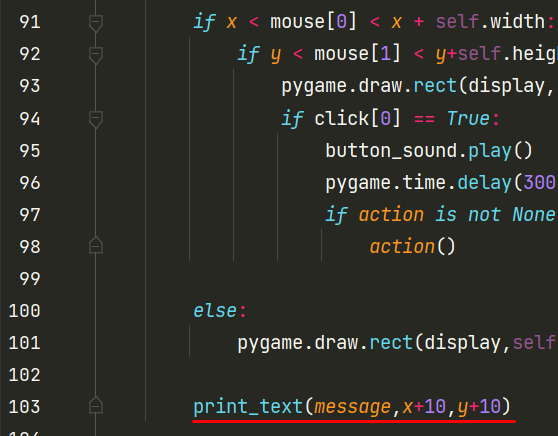 91 if x < mouse[0] < x + self.width:
92 if y < mouse[1] < y+self.heig
93 pygame.draw.rect(display,
94 if click[0] == True:
95 button_sound.play()
96 pygame.time.delay(300
97 if action is not None
98 action()
99
100 else:
101 pygame.draw.rect(display,self
102
103 print_text(message,x+10,y+10)